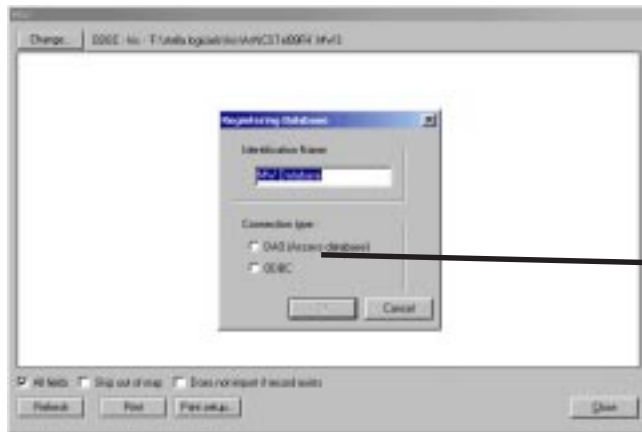 Change...
Registering Database
Identification Name
Database
Connection type
DAO (Access database)
ODBC
Cancel
All fields Skip out of map Does not import if record exists
Refresh Print Print setup...
Close